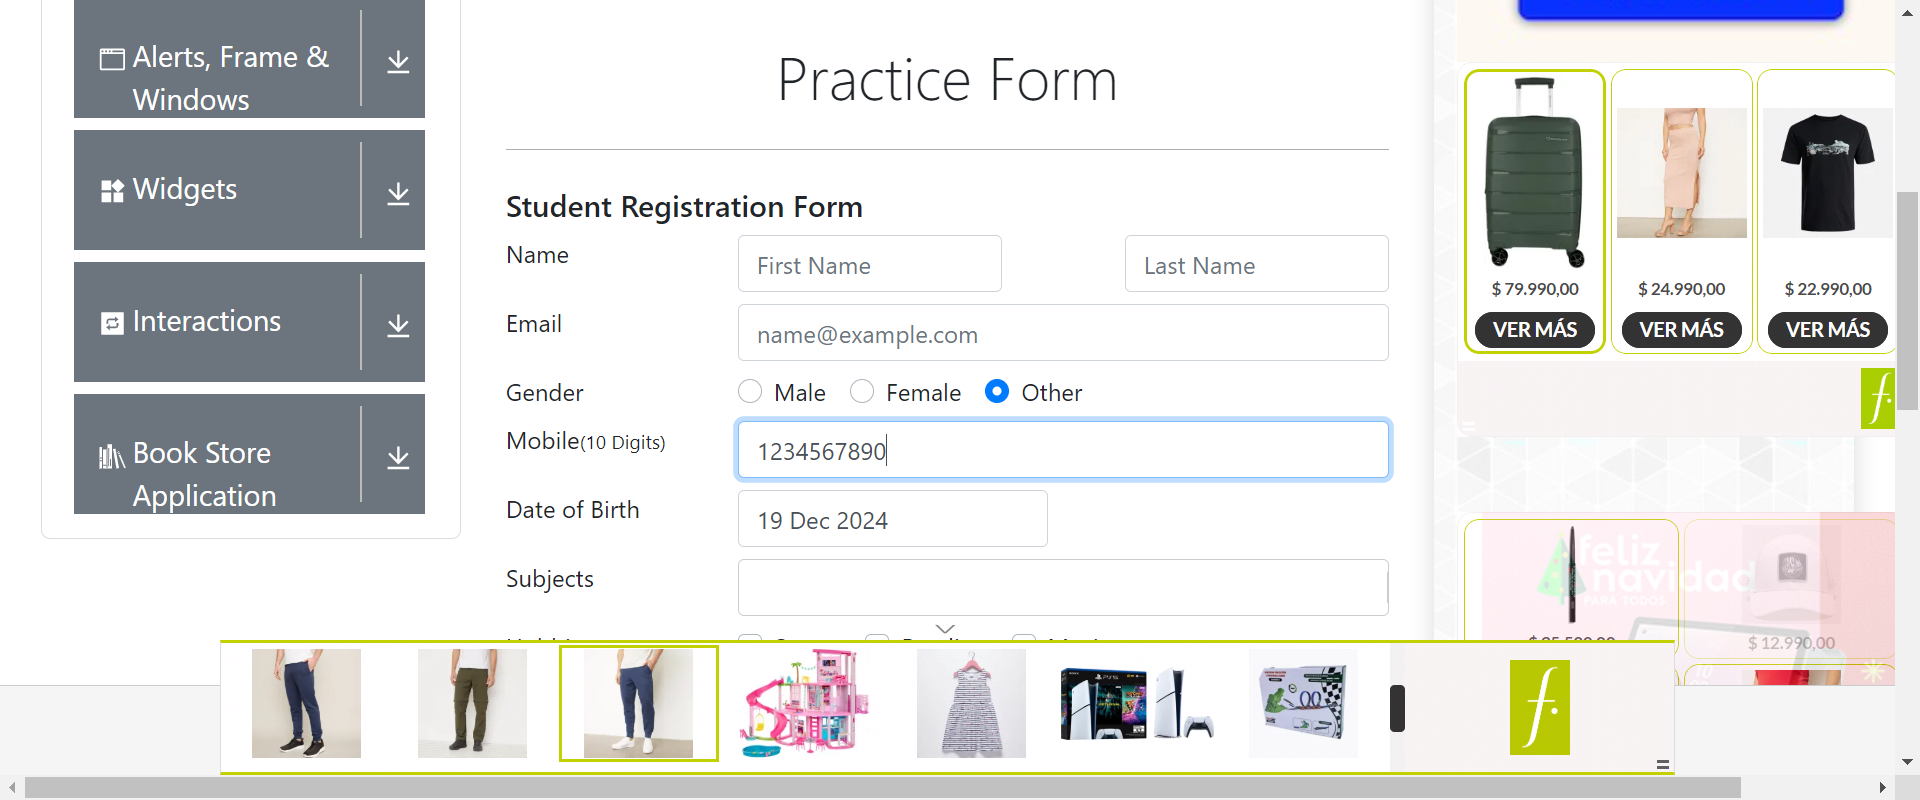 Alerts, Frame &
Windows
Widgets
Interactions
Book Store
Application
Practice Form
Student Registration Form
Name
First Name
Last Name
Email
name@example.com
Gender
Male
Female
Other
Mobile(10 Digits)
1234567890
Date of Birth
19 Dec 2024
Subjects
$ 79.990,00
$ 24.990,00
$ 22.990,00
VER MÁS
VER MÁS
VER MÁS
f.
feliz
navidad
PARA TODOS
$ 12.990,00
f.